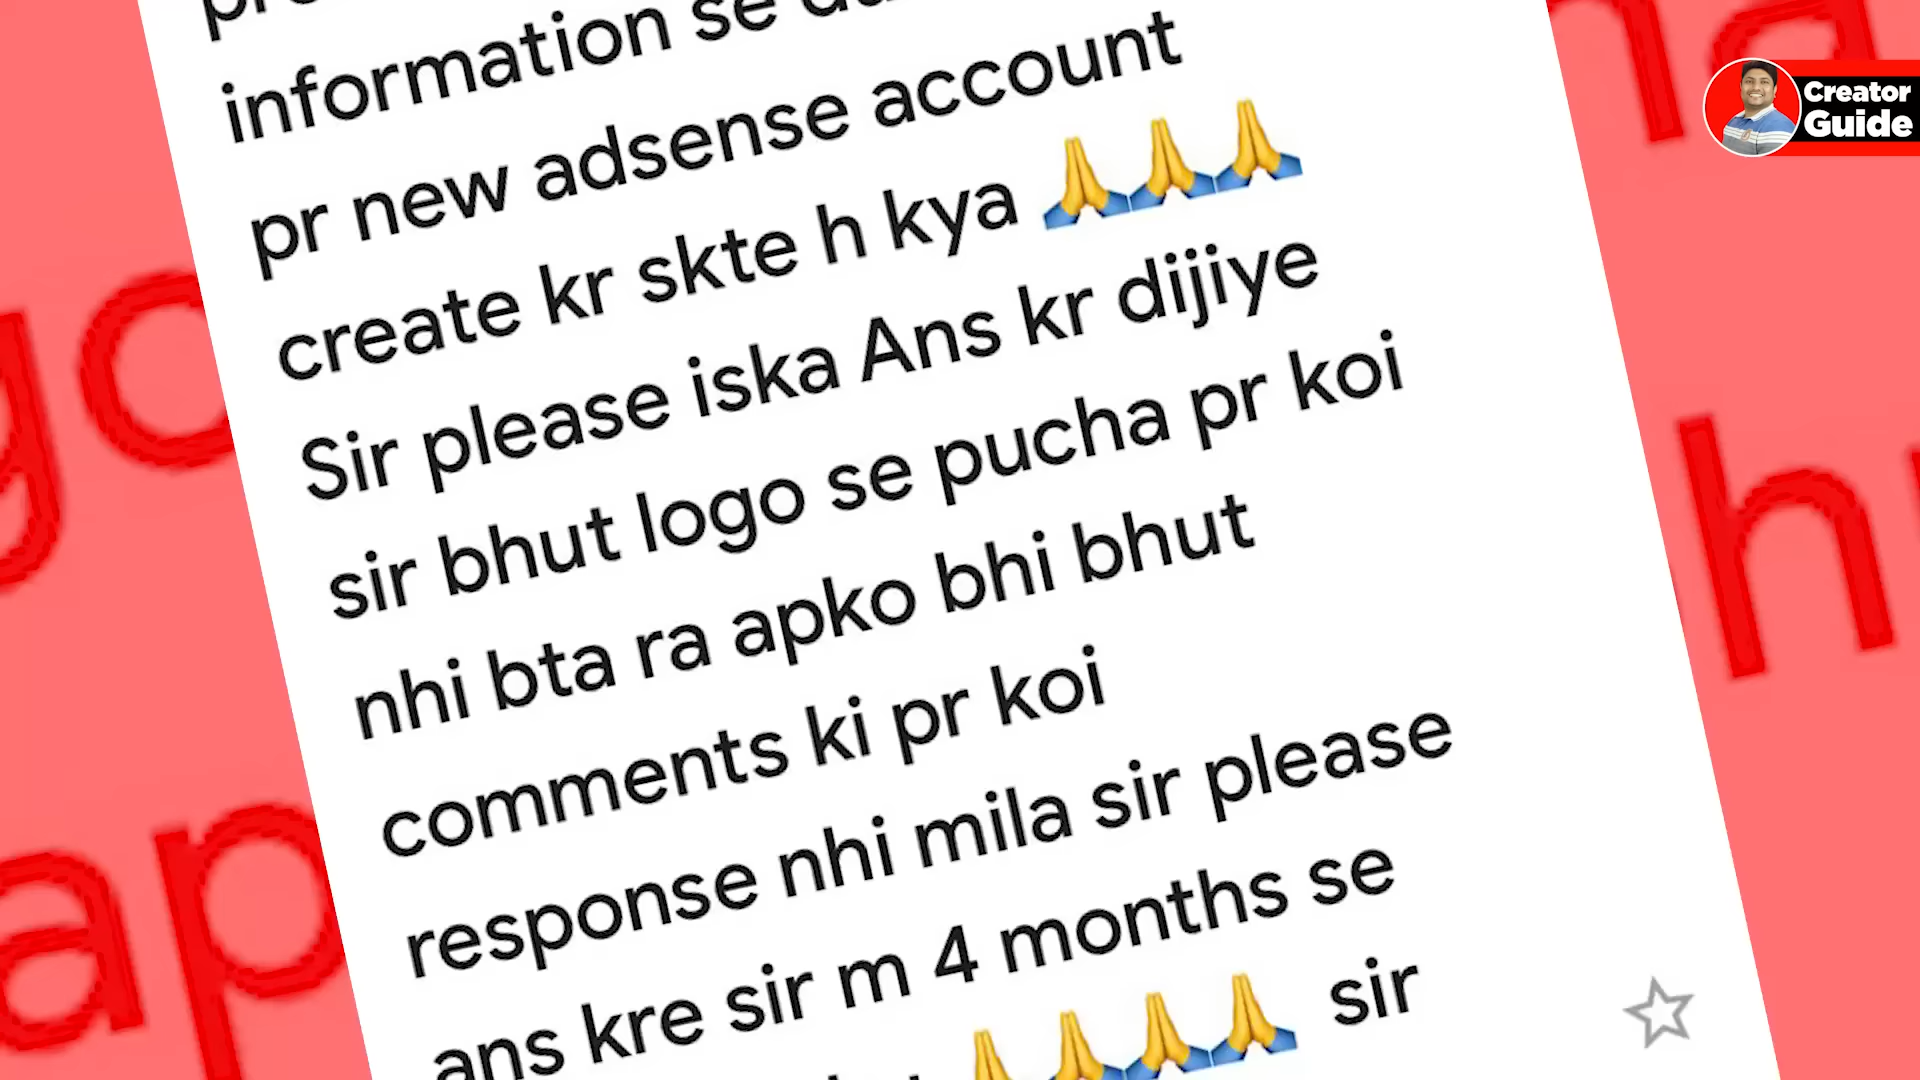 information se
pr new adsense account
create kr skte h kya 🙏🙏🙏
Sir please iska Ans kr dijiye
sir bhut logo se pucha pr koi
nhi bta ra apko bhi bhut
comments ki pr koi
response nhi mila sir please
ans kre sir m 4 months se
🙏🙏🙏🙏 sir
Creator
Guide